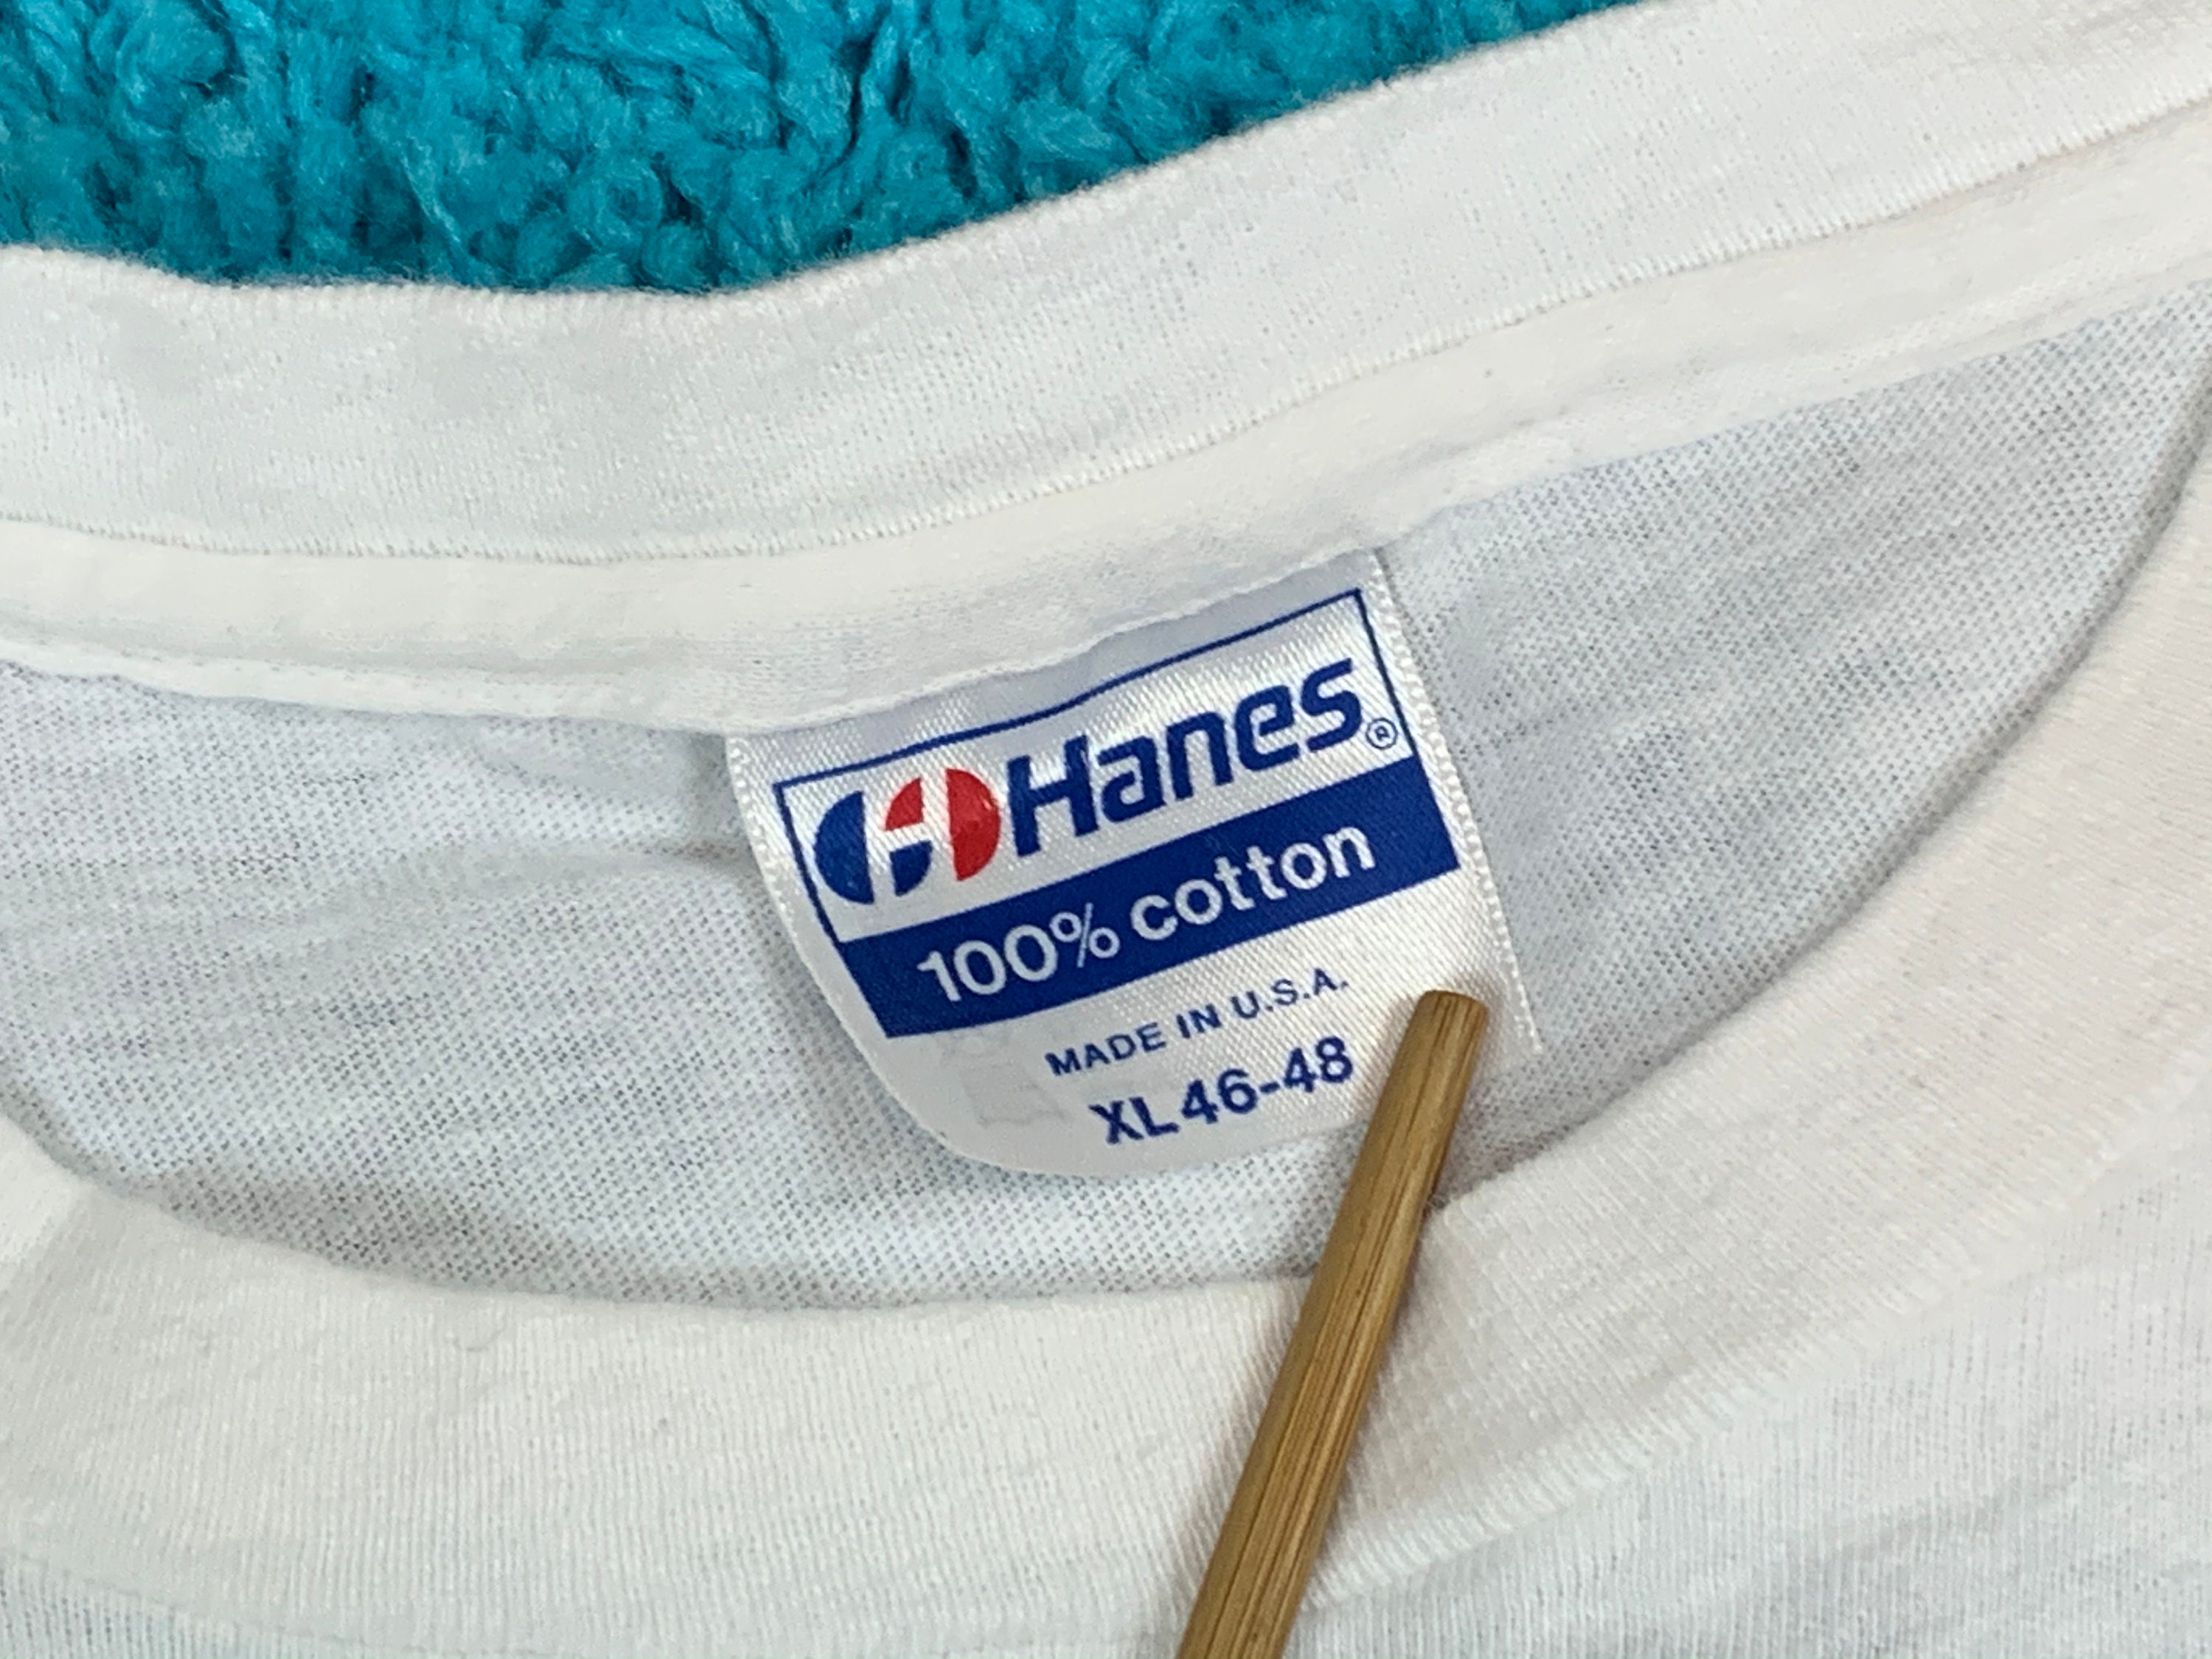 Hanes®
100% cotton
MADE IN U.S.A.
XL 46-48